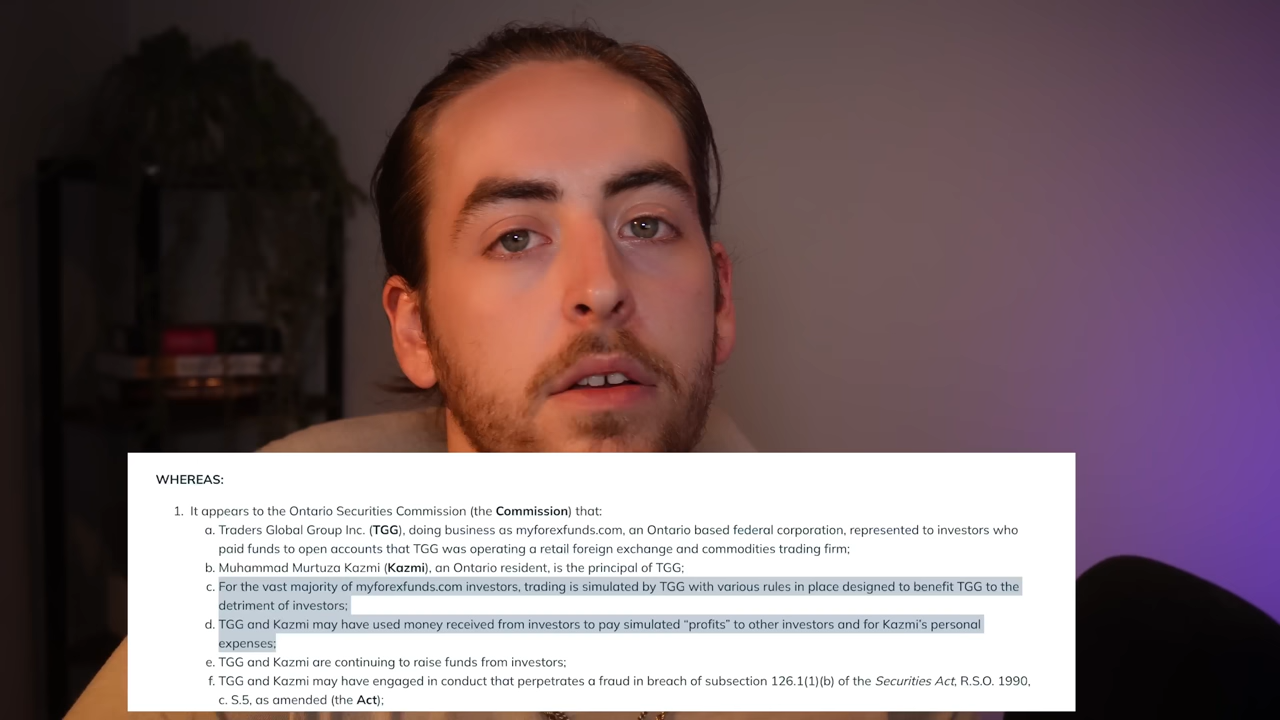 WHEREAS:
1. It appears to the Ontario Securities Commission (the Commission) that:
a. Traders Global Group Inc. (TGG), doing business as myforexfunds.com, an Ontario based federal corporation, represented to investors who
paid funds to open accounts that TGG was operating a retail foreign exchange and commodities trading firm;
b. Muhammad Murtuza Kazmi (Kazmi), an Ontario resident, is the principal of TGG;
c. For the vast majority of myforexfunds.com investors, trading is simulated by TGG with various rules in place designed to benefit TGG to the
detriment of investors;
d. TGG and Kazmi may have used money received from investors to pay simulated “profits” to other investors and for Kazmi’s personal
expenses;
e. TGG and Kazmi are continuing to raise funds from investors;
f. TGG and Kazmi may have engaged in conduct that perpetrates a fraud in breach of subsection 126.1(1)(b) of the Securities Act, R.S.O. 1990,
c. S.5, as amended (the Act);